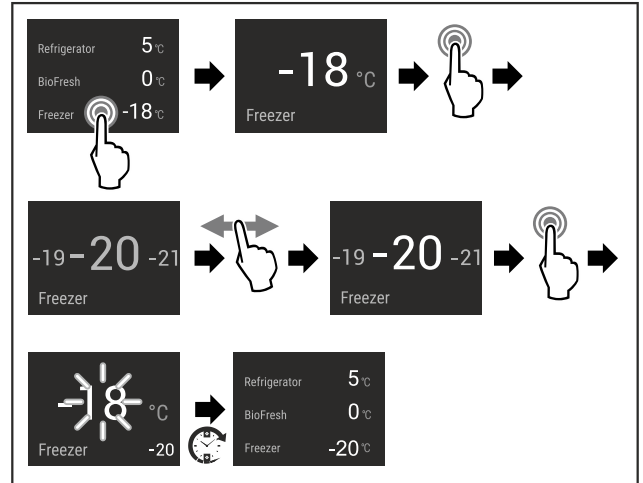 Refrigerator 5 °C
BioFresh 0 °C
Freezer -18 °C
-18 °C
Freezer
-19 -20 -21
Freezer
-19 -20 -21
Freezer
-18 °C
Freezer -20
Refrigerator 5 °C
BioFresh 0 °C
Freezer -20 °C